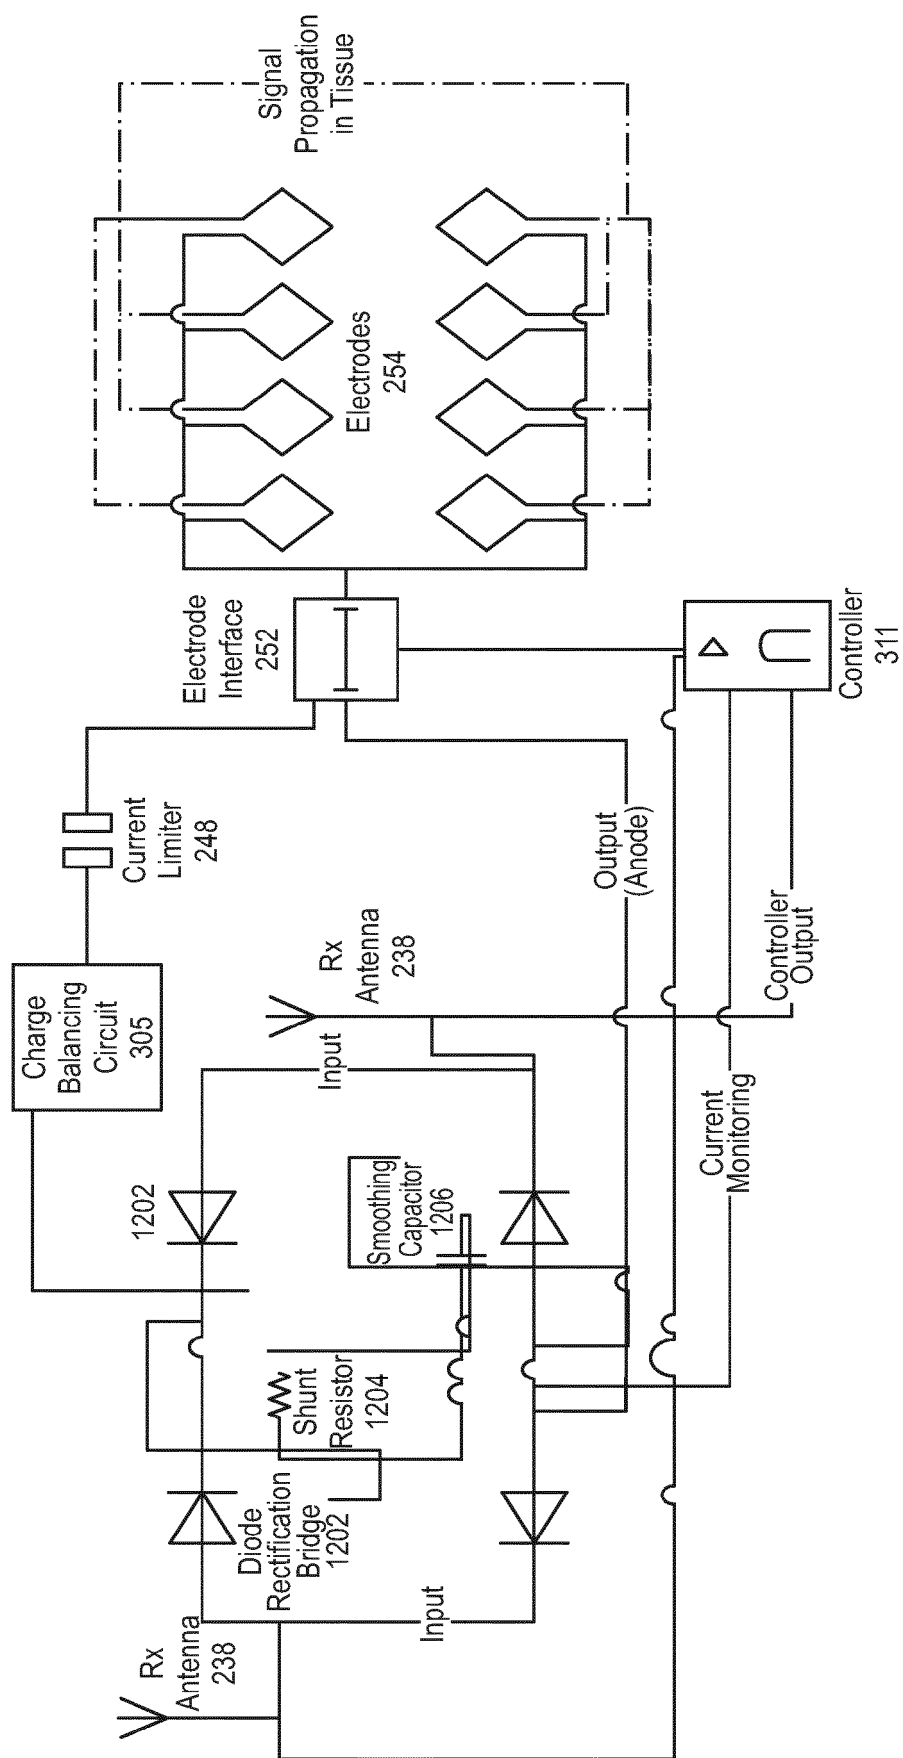 Charge
Balancing
Circuit
305
Current
Limiter
248
Signal
Propagation
in Tissue
Rx
Antenna
238
1202
Electrode
Interface
252
Diode
Rectification
Bridge
1202
Shunt
Resistor
1204
Input
Rx
Antenna
238
Electrodes
254
Smoothing
Capacitor
1206
Input
Output
(Anode)
Current
Monitoring
Controller
Output
Controller
311